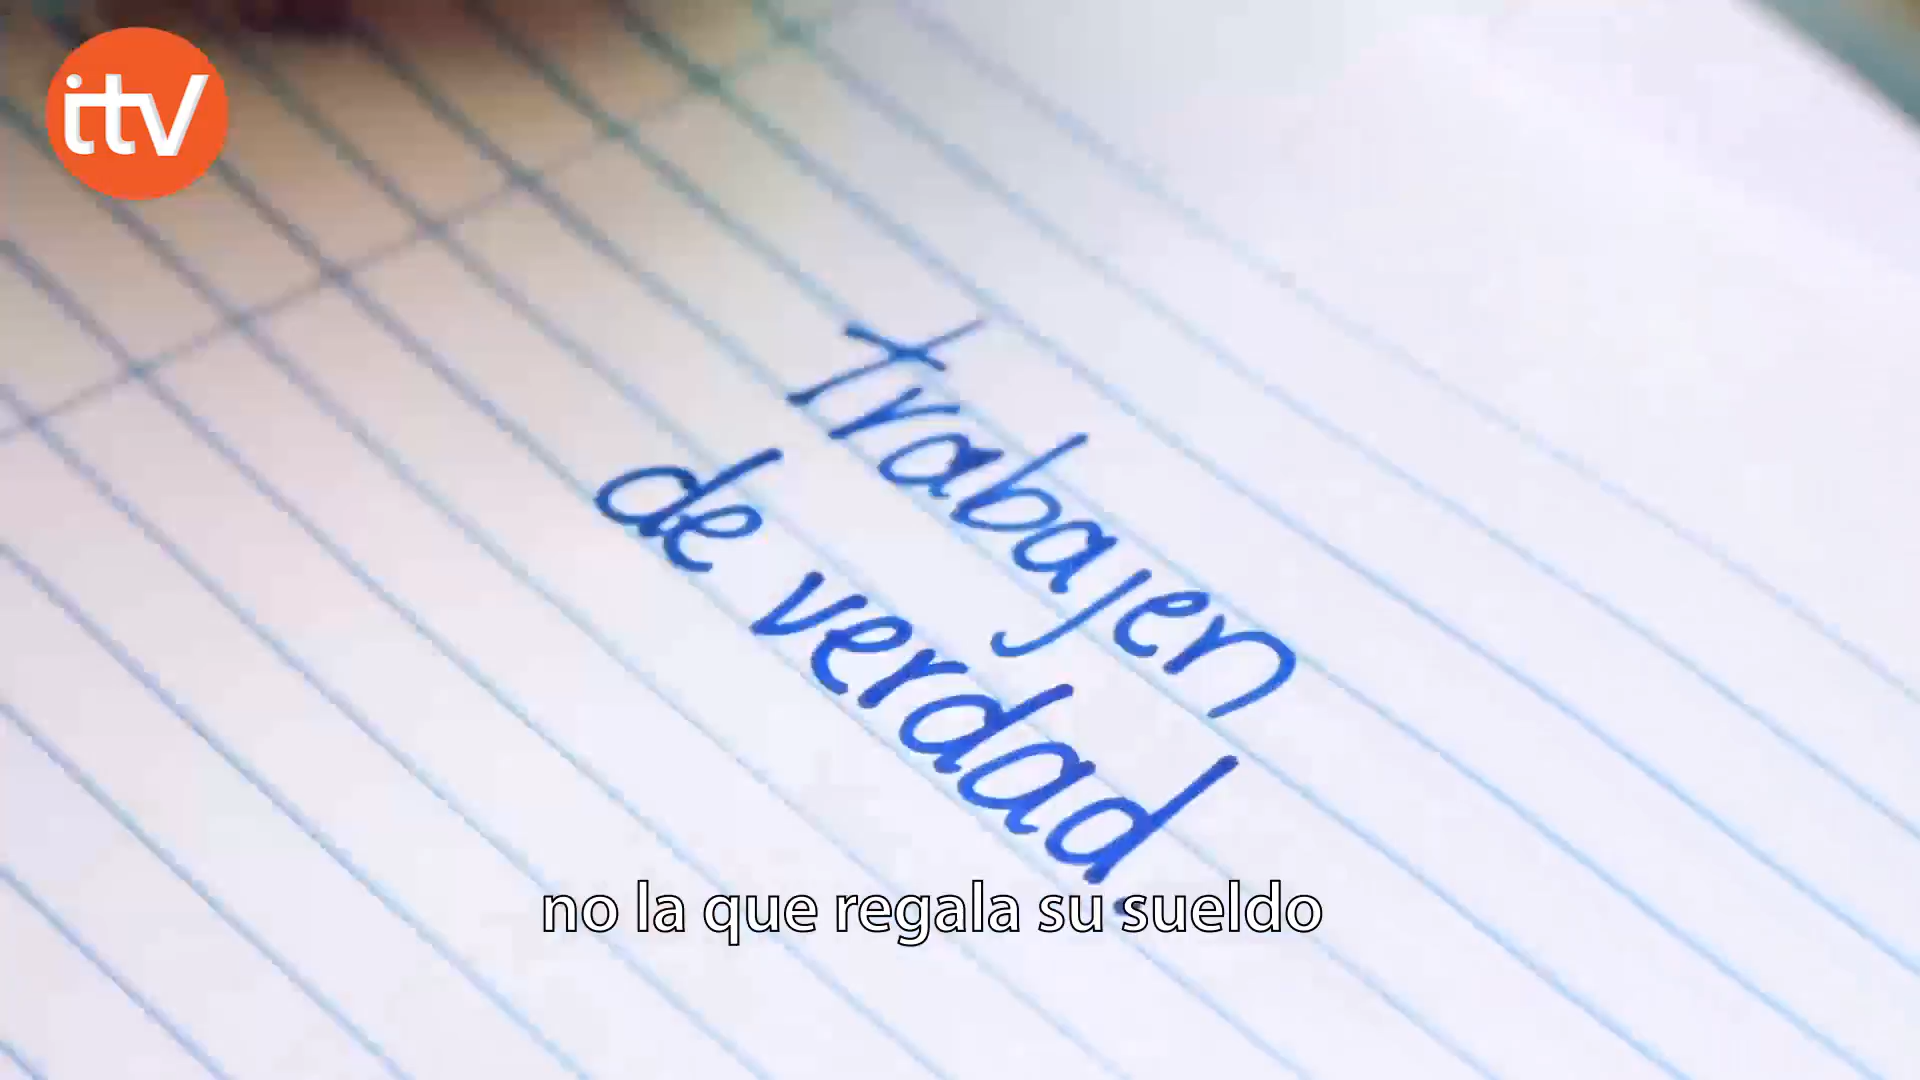 itv
trabajen
de verdad.
no la que regala su sueldo